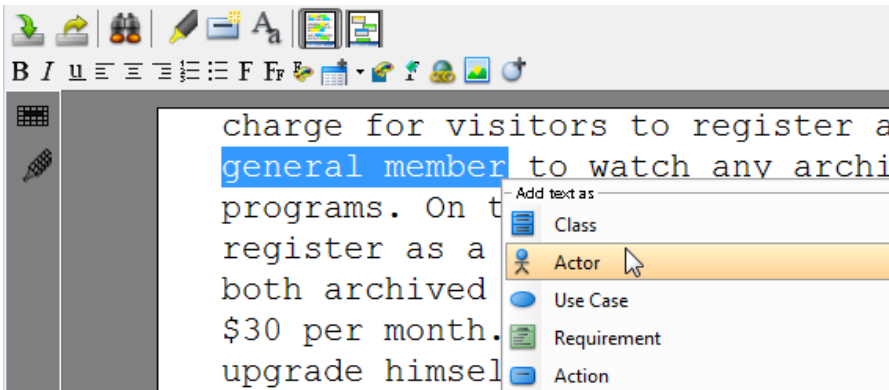 B I u F FF
charge for visitors to register a
general member to watch any archi
Add text as
programs. On t
Class
register as a
Actor
both archived
Use Case
$30 per month.
Requirement
upgrade himsel
Action